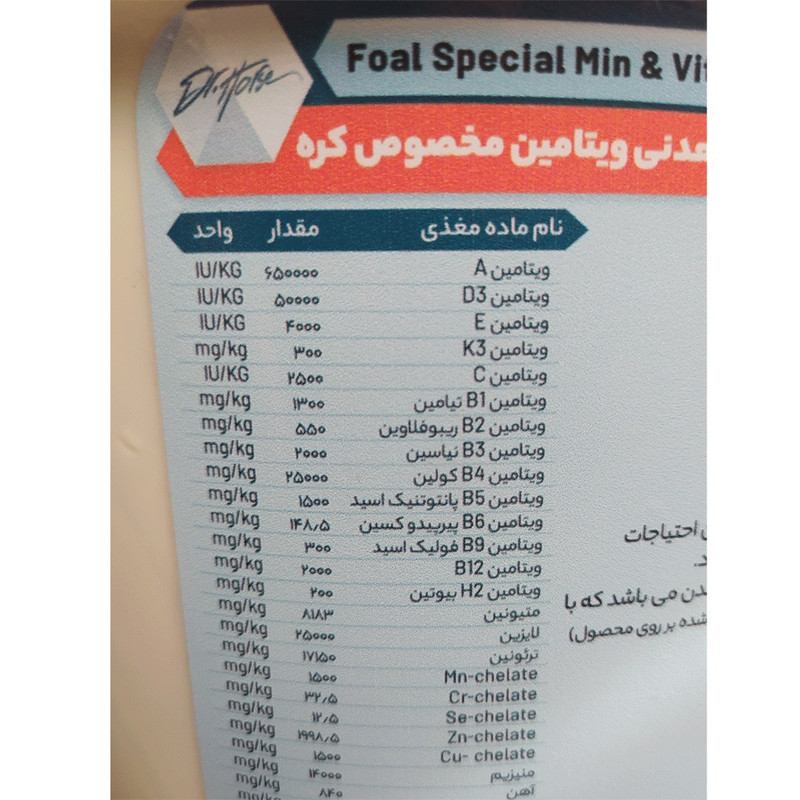 Dr. Horse
Foal Special Min & Vit
مخصوص کره
معدنی ویتامین مخصوص کره
نام ماده مغذی مقدار واحد
ویتامین A ۶۵۰۰۰۰ IU/KG
ویتامین D3 ۵۰۰۰۰ IU/KG
ویتامین E ۴۰۰۰ IU/KG
ویتامین K3 ۳۰۰ mg/kg
ویتامین C ۲۵۰۰ IU/KG
ویتامین B1 تیامین ۱۳۰۰ mg/kg
ویتامین B2 ریبوفلاوین ۵۵۰ mg/kg
ویتامین B3 نیاسین ۲۰۰۰ mg/kg
ویتامین B4 کولین ۲۵۰۰۰ mg/kg
ویتامین B5 پانتوتنیک اسید ۱۵۰۰ mg/kg
ویتامین B6 پیرپیدوکسین ۱۴۸٫۵ mg/kg
ویتامین B9 فولیک اسید ۳۰۰ mg/kg
ویتامین B12 ۲۰۰۰ mg/kg
ویتامین H2 بیوتین ۲۰۰ mg/kg
متیونین ۸۱۸۳ mg/kg
لایزین ۲۵۰۰۰ mg/kg
ترئونین ۱۷۱۵۰ mg/kg
Mn-chelate ۱۵۰۰ mg/kg
Cr-chelate ۳۲٫۵ mg/kg
Se-chelate ۱۲٫۵ mg/kg
Zn-chelate ۱۹۹۸٫۵ mg/kg
Cu- chelate ۱۵۰۰ mg/kg
منیزیم ۱۴۰۰۰ mg/kg
آهن ۸۴۰ mg/kg
احتیاجات
می باشد که با
شده بر روی محصول)